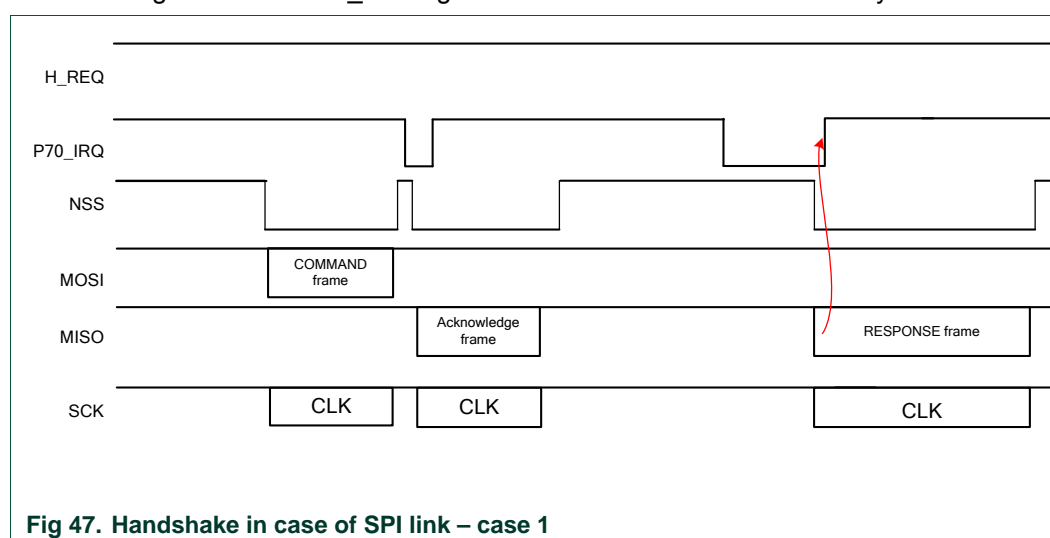 H_REQ
P70_IRQ
NSS
MOSI
COMMAND
frame
MISO
Acknowledge
frame
RESPONSE frame
SCK
CLK
CLK
CLK
Fig 47. Handshake in case of SPI link – case 1